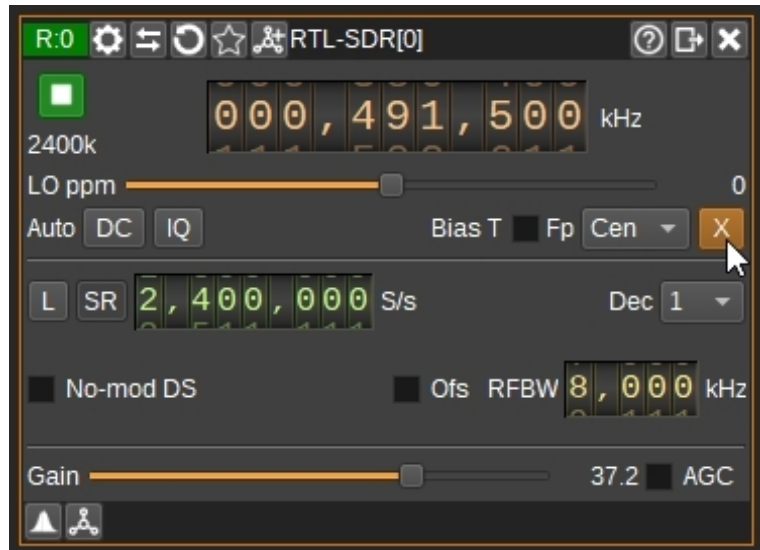 R:0 RTL-SDR[0]
000,491,500 kHz
2400k
LO ppm 0
Auto DC IQ Bias T Fp Cen X
L SR 2,400,000 S/s Dec 1
No-mod DS Ofs RFBW 8,000 kHz
Gain 37.2 AGC